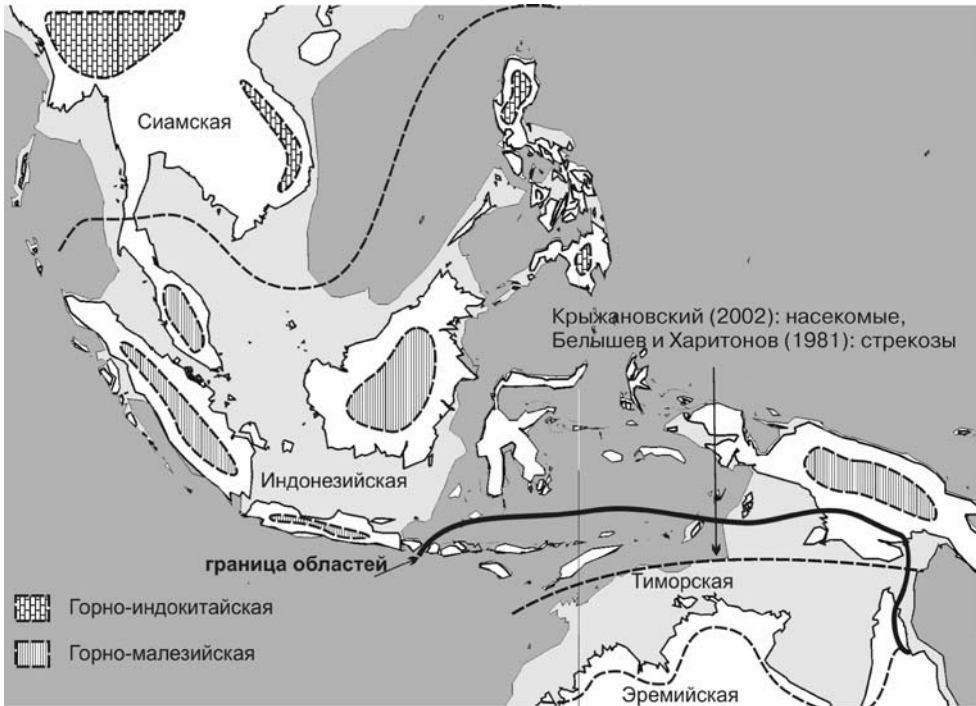 Сиамская
Крыжановский (2002): насекомые,
Белышев и Харитонов (1981): стрекозы
Индонезийская
граница областей
Тиморская
Горно-индокитайская
Горно-малезийская
Эремийская